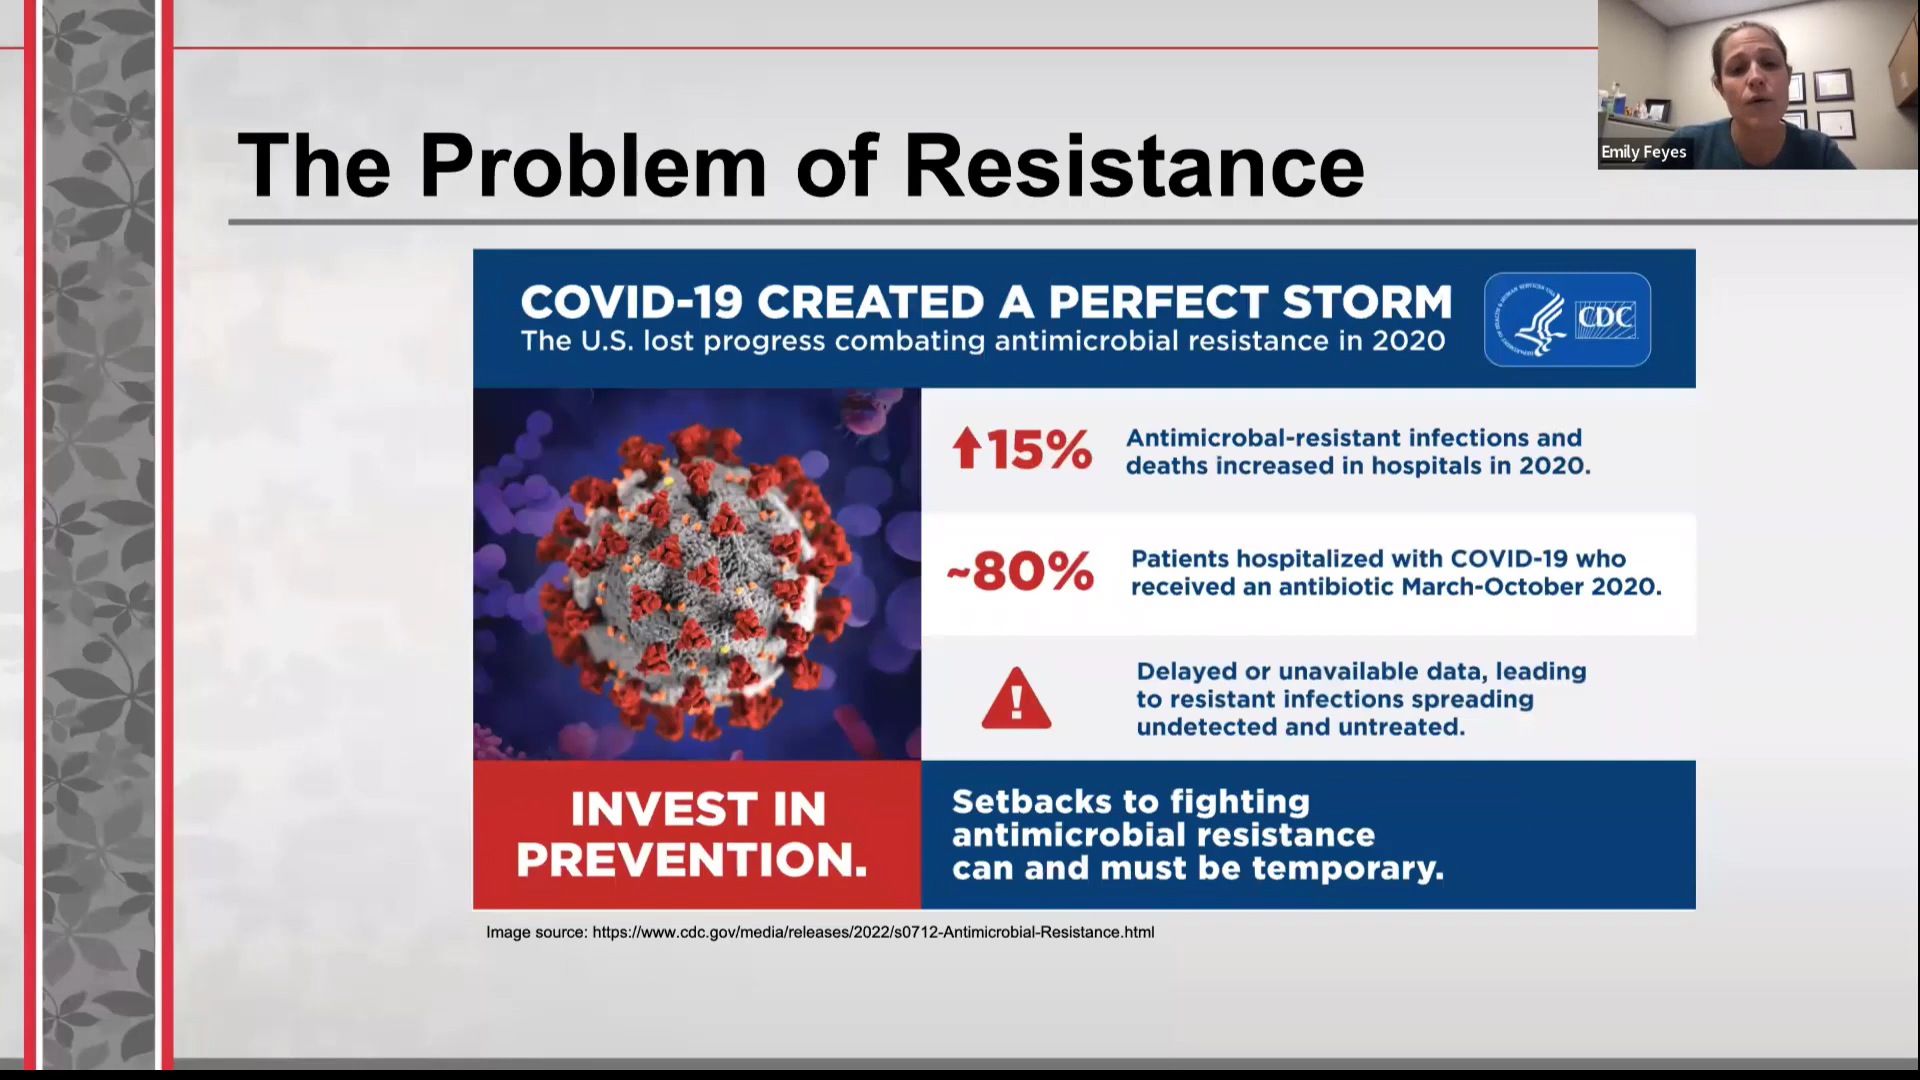 Emily Feyes
The Problem of Resistance
COVID-19 CREATED A PERFECT STORM
The U.S. lost progress combating antimicrobial resistance in 2020
CDC
↑15%
Antimicrobal-resistant infections and
deaths increased in hospitals in 2020.
~80%
Patients hospitalized with COVID-19 who
received an antibiotic March-October 2020.
!
Delayed or unavailable data, leading
to resistant infections spreading
undetected and untreated.
INVEST IN
PREVENTION.
Setbacks to fighting
antimicrobial resistance
can and must be temporary.
Image source: https://www.cdc.gov/media/releases/2022/s0712-Antimicrobial-Resistance.html